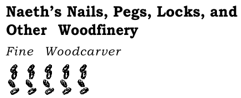 Naeth's Nails, Pegs, Locks, and
Other Woodfinery
Fine Woodcarver